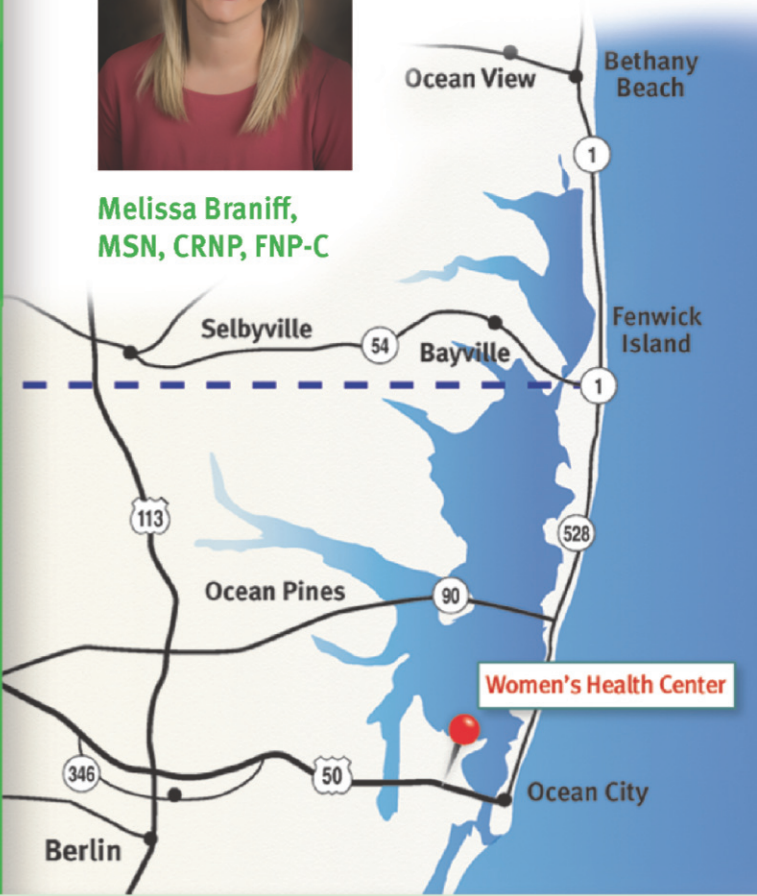 Ocean View
Bethany
Beach
1
Melissa Braniff,
MSN, CRNP, FNP-C
Fenwick
Island
Selbyville
54
Bayville
1
113
528
Ocean Pines
90
Women's Health Center
346
50
Ocean City
Berlin